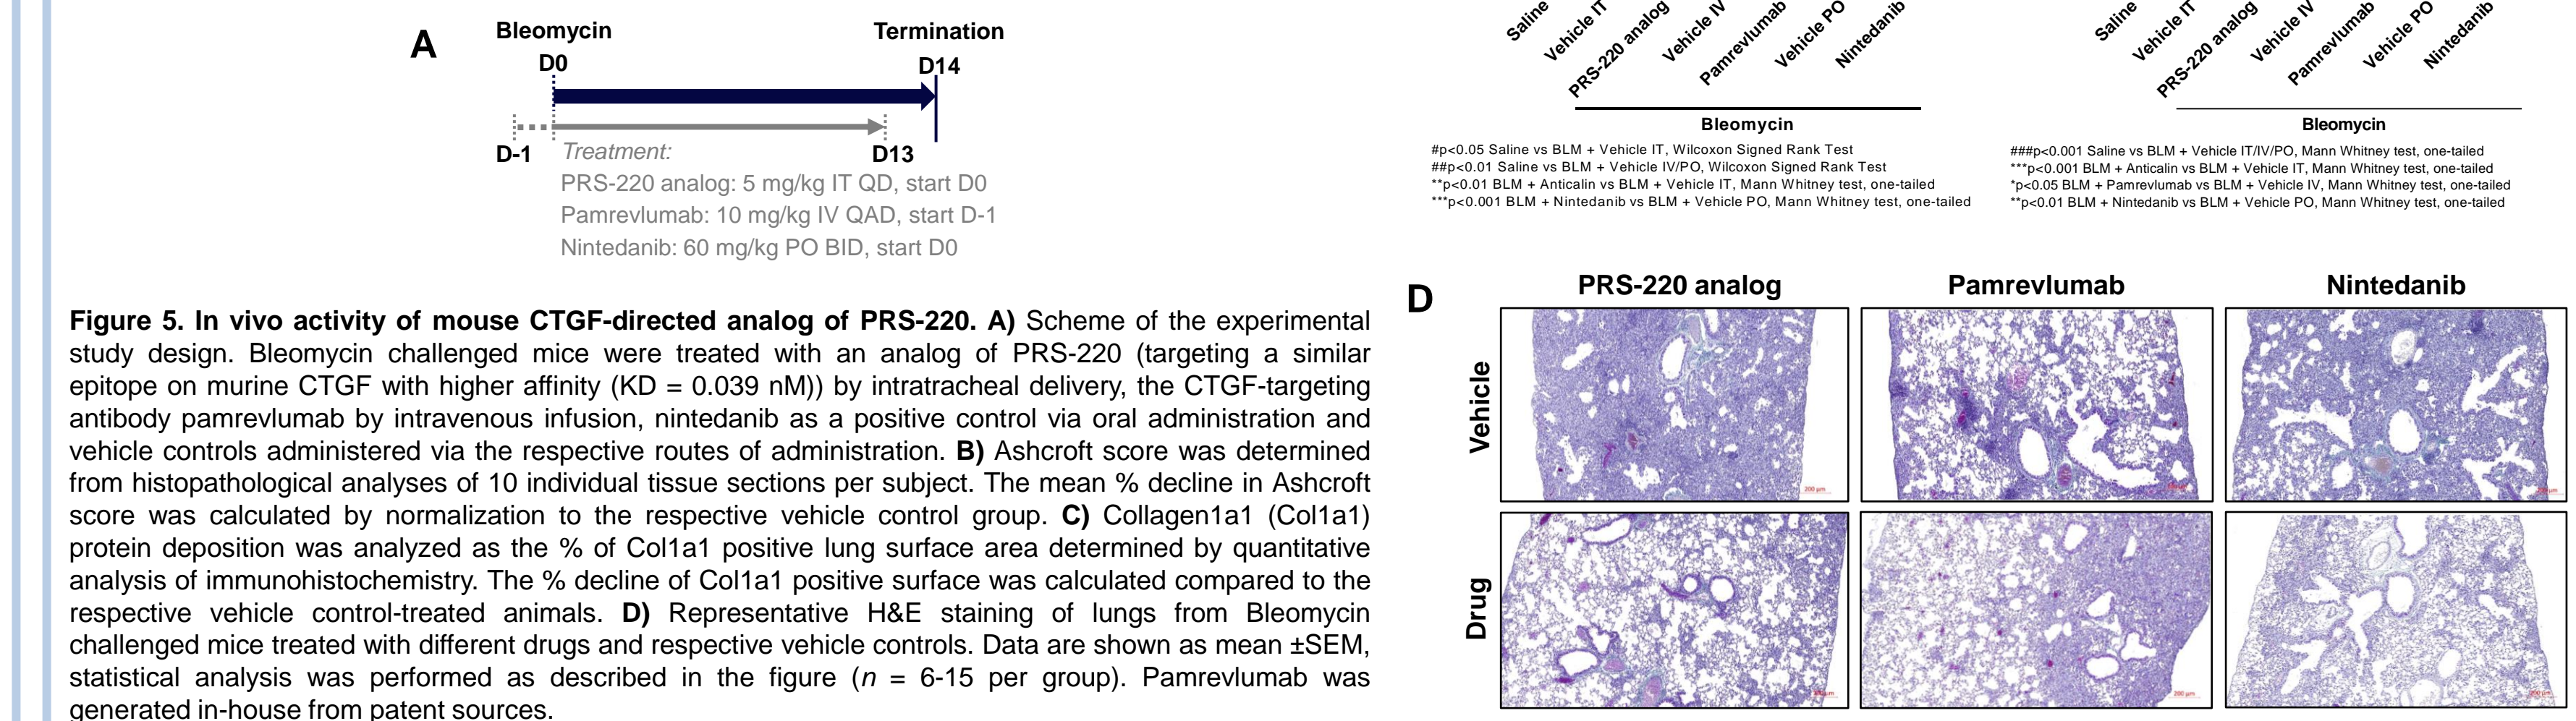 A
Bleomycin
Termination
D0
D14
D-1
D13
Treatment:
PRS-220 analog: 5 mg/kg IT QD, start D0
Pamrevlumab: 10 mg/kg IV QAD, start D-1
Nintedanib: 60 mg/kg PO BID, start D0
Figure 5. In vivo activity of mouse CTGF-directed analog of PRS-220. A) Scheme of the experimental
study design. Bleomycin challenged mice were treated with an analog of PRS-220 (targeting a similar
epitope on murine CTGF with higher affinity (KD = 0.039 nM)) by intratracheal delivery, the CTGF-targeting
antibody pamrevlumab by intravenous infusion, nintedanib as a positive control via oral administration and
vehicle controls administered via the respective routes of administration. B) Ashcroft score was determined
from histopathological analyses of 10 individual tissue sections per subject. The mean % decline in Ashcroft
score was calculated by normalization to the respective vehicle control group. C) Collagen1a1 (Col1a1)
protein deposition was analyzed as the % of Col1a1 positive lung surface area determined by quantitative
analysis of immunohistochemistry. The % decline of Col1a1 positive surface was calculated compared to the
respective vehicle control-treated animals. D) Representative H&E staining of lungs from Bleomycin
challenged mice treated with different drugs and respective vehicle controls. Data are shown as mean ±SEM,
statistical analysis was performed as described in the figure (n = 6-15 per group). Pamrevlumab was
generated in-house from patent sources.
Saline
Vehicle IT
PRS-220 analog
Vehicle IV
Pamrevlumab
Vehicle PO
Nintedanib
Bleomycin
#p<0.05 Saline vs BLM + Vehicle IT, Wilcoxon Signed Rank Test
##p<0.01 Saline vs BLM + Vehicle IV/PO, Wilcoxon Signed Rank Test
**p<0.01 BLM + Anticalin vs BLM + Vehicle IT, Mann Whitney test, one-tailed
***p<0.001 BLM + Nintedanib vs BLM + Vehicle PO, Mann Whitney test, one-tailed
Saline
Vehicle IT
PRS-220 analog
Vehicle IV
Pamrevlumab
Vehicle PO
Nintedanib
Bleomycin
###p<0.001 Saline vs BLM + Vehicle IT/IV/PO, Mann Whitney test, one-tailed
***p<0.001 BLM + Anticalin vs BLM + Vehicle IT, Mann Whitney test, one-tailed
*p<0.05 BLM + Pamrevlumab vs BLM + Vehicle IV, Mann Whitney test, one-tailed
**p<0.01 BLM + Nintedanib vs BLM + Vehicle PO, Mann Whitney test, one-tailed
D
PRS-220 analog
Pamrevlumab
Nintedanib
Vehicle
200 µm
Drug
200 µm